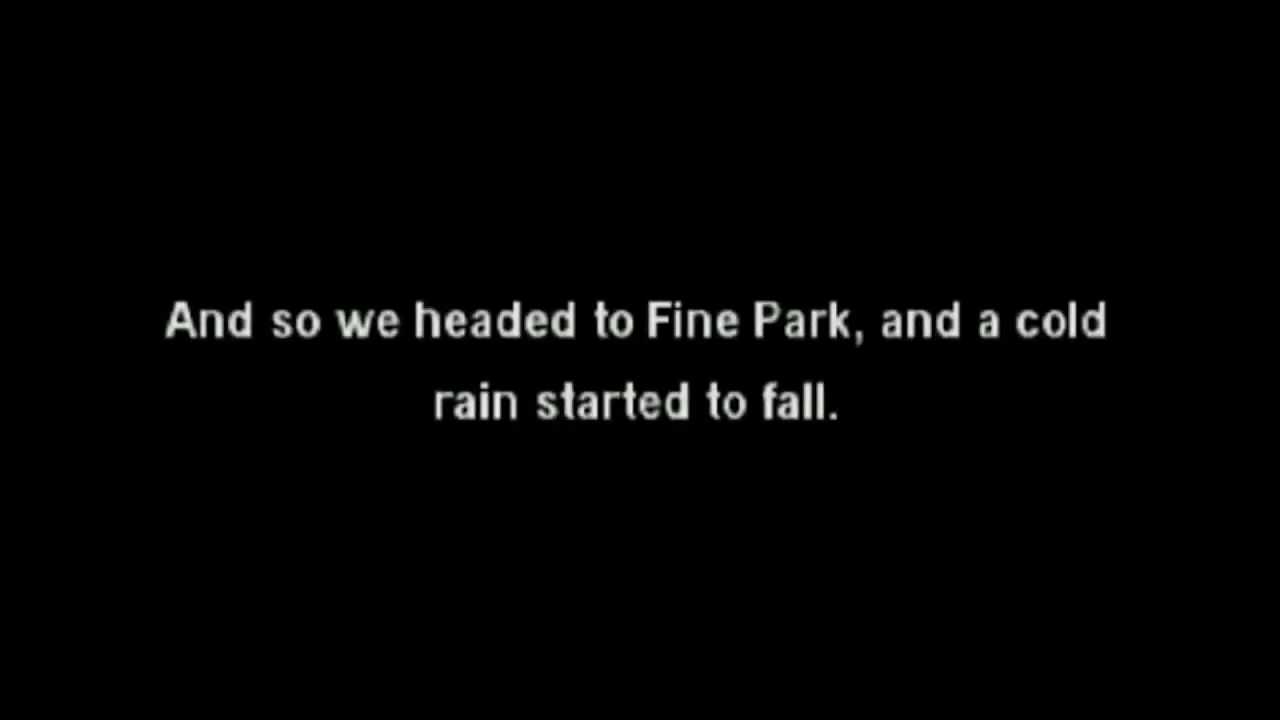 And so we headed to Fine Park, and a cold
rain started to fall.